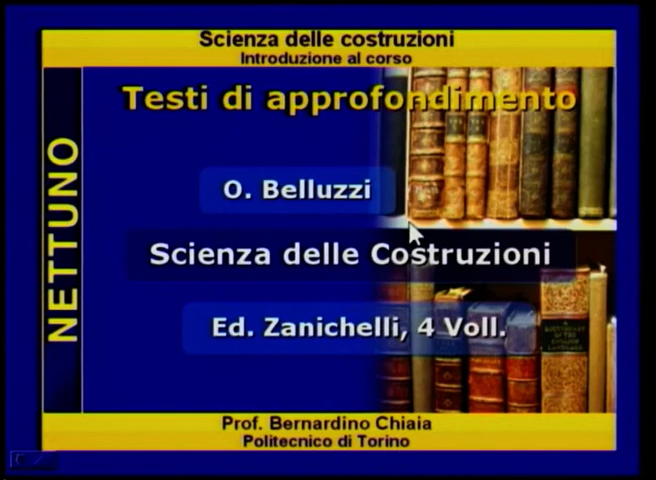 Scienza delle costruzioni
Introduzione al corso
Testi di approfondimento
NETTUNO
O. Belluzzi
Scienza delle Costruzioni
Ed. Zanichelli, 4 Voll.
Prof. Bernardino Chiaia
Politecnico di Torino